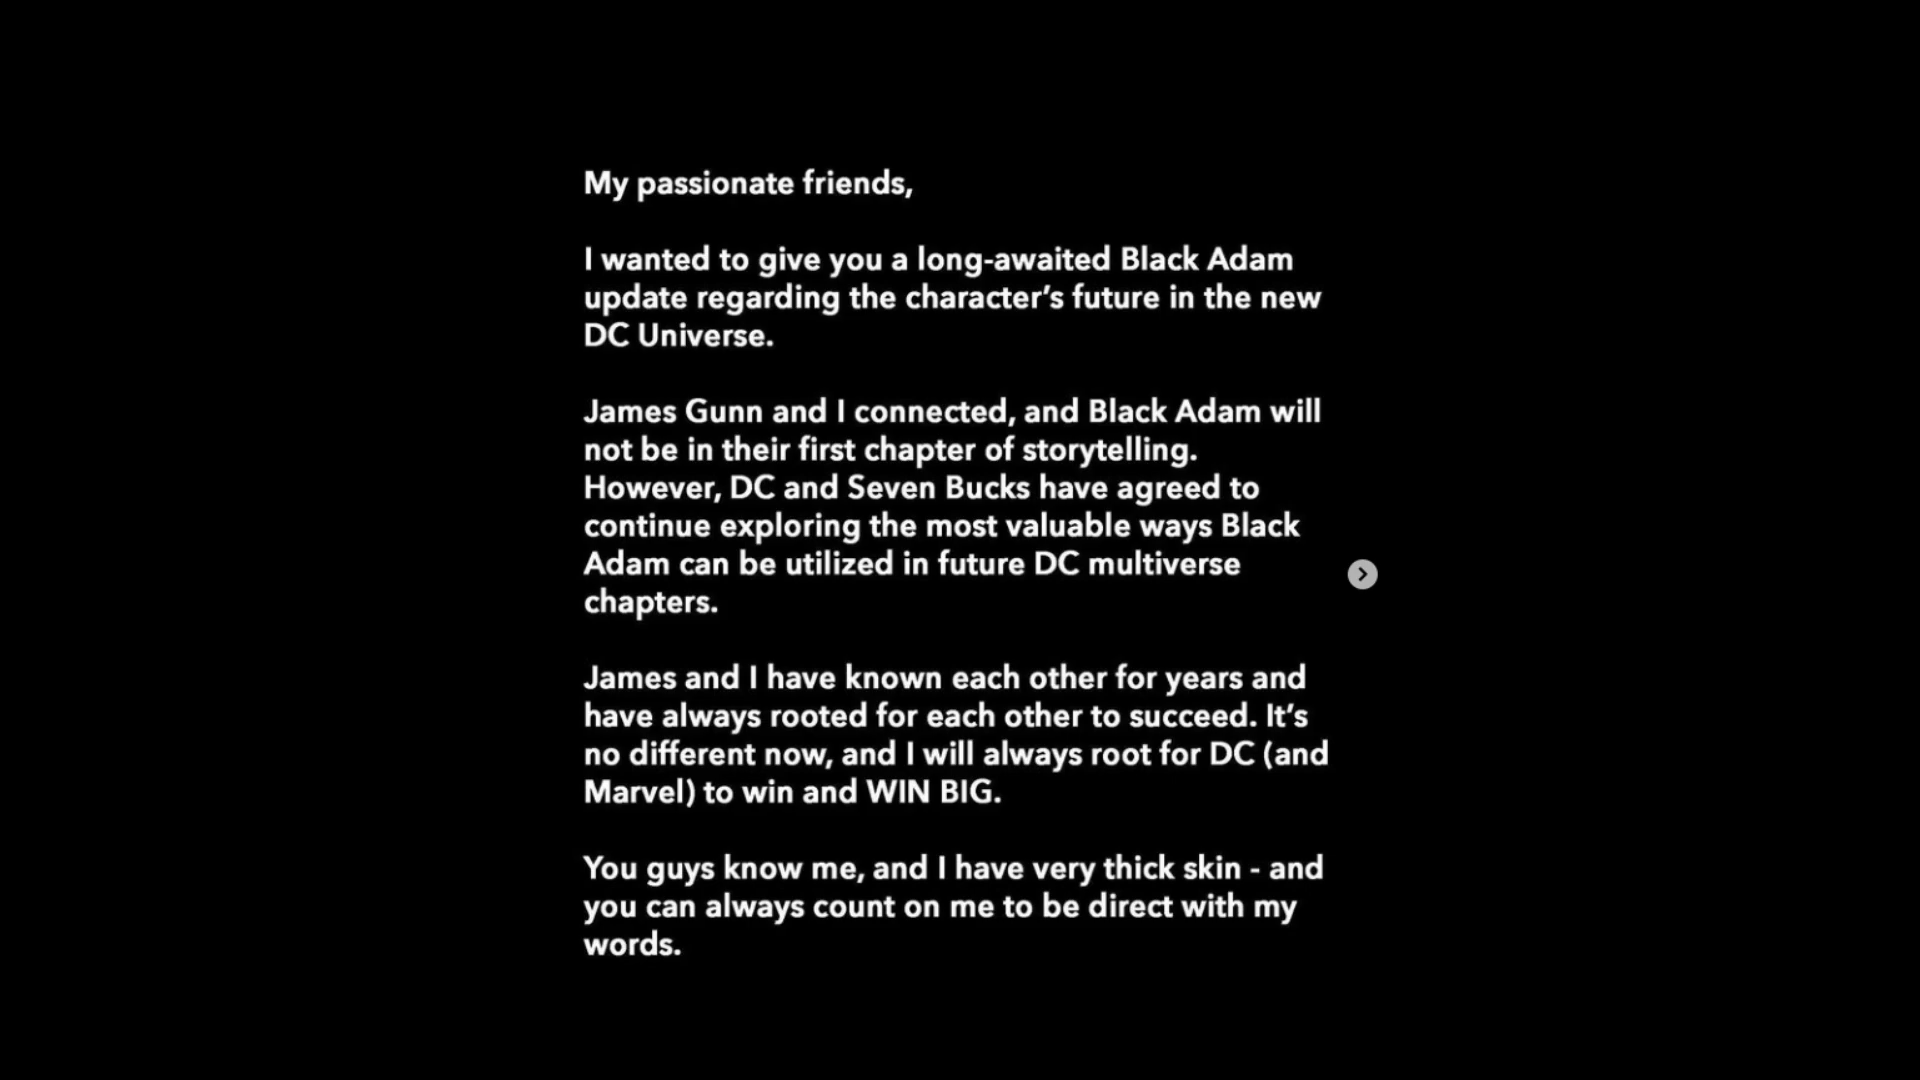 My passionate friends,
I wanted to give you a long-awaited Black Adam
update regarding the character’s future in the new
DC Universe.
James Gunn and I connected, and Black Adam will
not be in their first chapter of storytelling.
However, DC and Seven Bucks have agreed to
continue exploring the most valuable ways Black
Adam can be utilized in future DC multiverse
chapters.
James and I have known each other for years and
have always rooted for each other to succeed. It’s
no different now, and I will always root for DC (and
Marvel) to win and WIN BIG.
You guys know me, and I have very thick skin - and
you can always count on me to be direct with my
words.